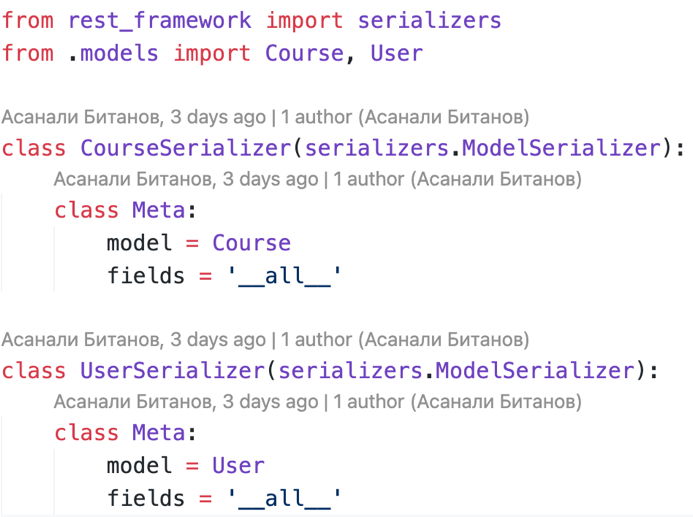 from rest_framework import serializers
from .models import Course, User
Асанали Битанов, 3 days ago | 1 author (Асанали Битанов)
class CourseSerializer(serializers.ModelSerializer):
Асанали Битанов, 3 days ago | 1 author (Асанали Битанов)
class Meta:
model = Course
fields = '__all__'
Асанали Битанов, 3 days ago | 1 author (Асанали Битанов)
class UserSerializer(serializers.ModelSerializer):
Асанали Битанов, 3 days ago | 1 author (Асанали Битанов)
class Meta:
model = User
fields = '__all__'